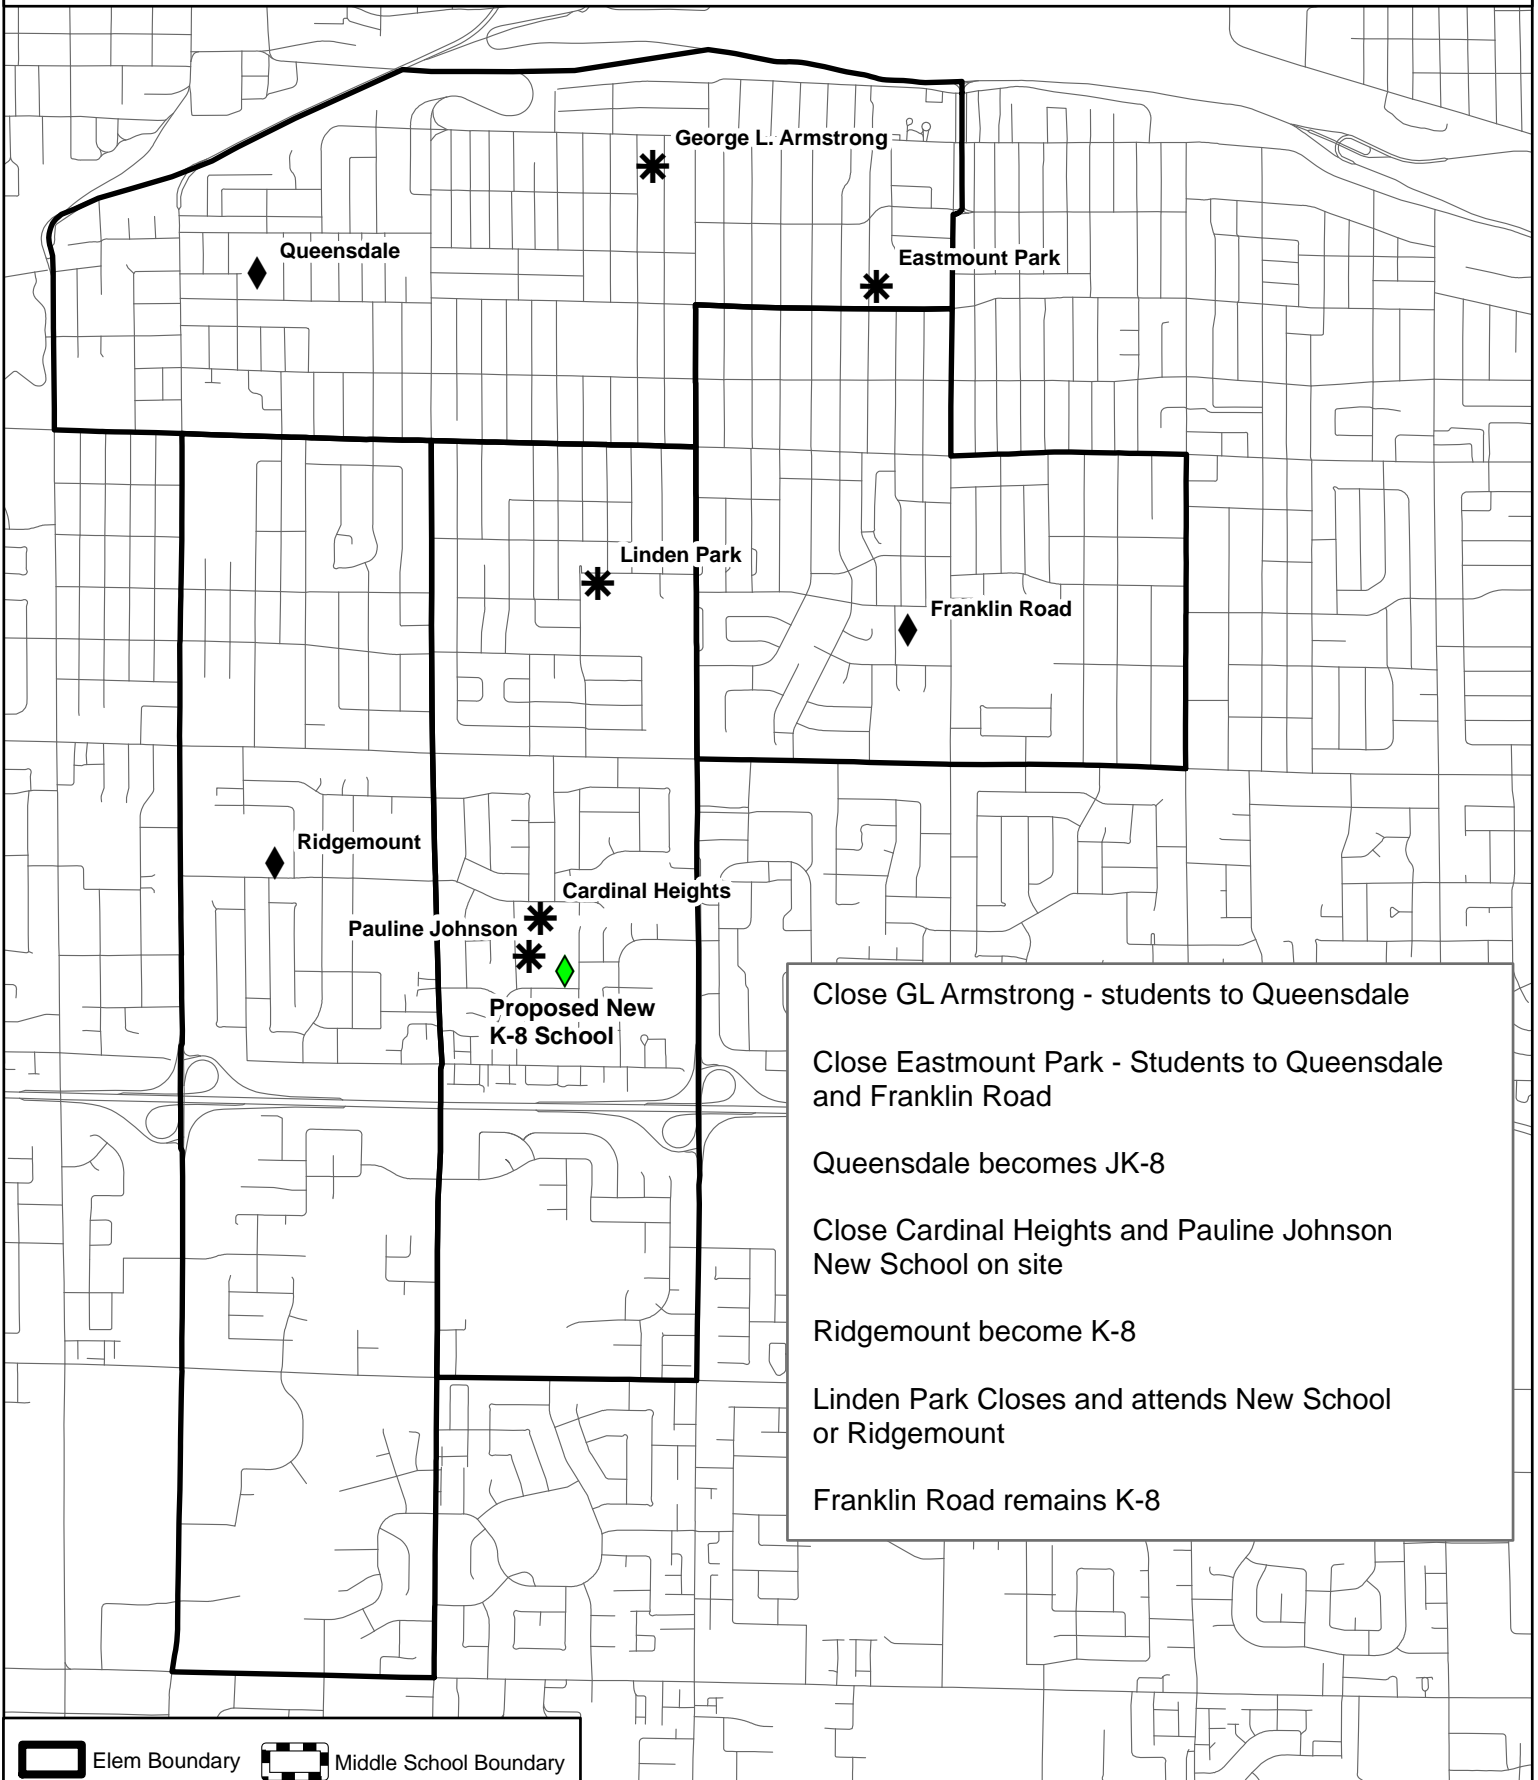 George L. Armstrong
Queensdale
Eastmount Park
Linden Park
Franklin Road
Ridgemount
Cardinal Heights
Pauline Johnson
Proposed New
K-8 School
Close GL Armstrong - students to Queensdale
Close Eastmount Park - Students to Queensdale
and Franklin Road
Queensdale becomes JK-8
Close Cardinal Heights and Pauline Johnson
New School on site
Ridgemount become K-8
Linden Park Closes and attends New School
or Ridgemount
Franklin Road remains K-8
Elem Boundary
Middle School Boundary